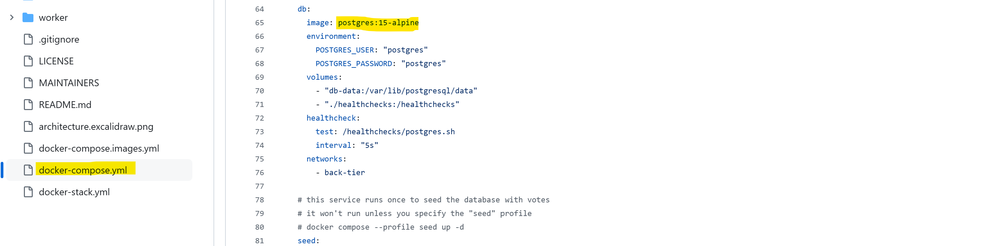 worker
.gitignore
LICENSE
MAINTAINERS
README.md
architecture.excalidraw.png
docker-compose.images.yml
docker-compose.yml
docker-stack.yml
64 db:
65 image: postgres:15-alpine
66 environment:
67 POSTGRES_USER: "postgres"
68 POSTGRES_PASSWORD: "postgres"
69 volumes:
70 - "db-data:/var/lib/postgresql/data"
71 - "./healthchecks:/healthchecks"
72 healthcheck:
73 test: /healthchecks/postgres.sh
74 interval: "5s"
75 networks:
76 - back-tier
77
78 # this service runs once to seed the database with votes
79 # it won't run unless you specify the "seed" profile
80 # docker compose --profile seed up -d
81 seed: